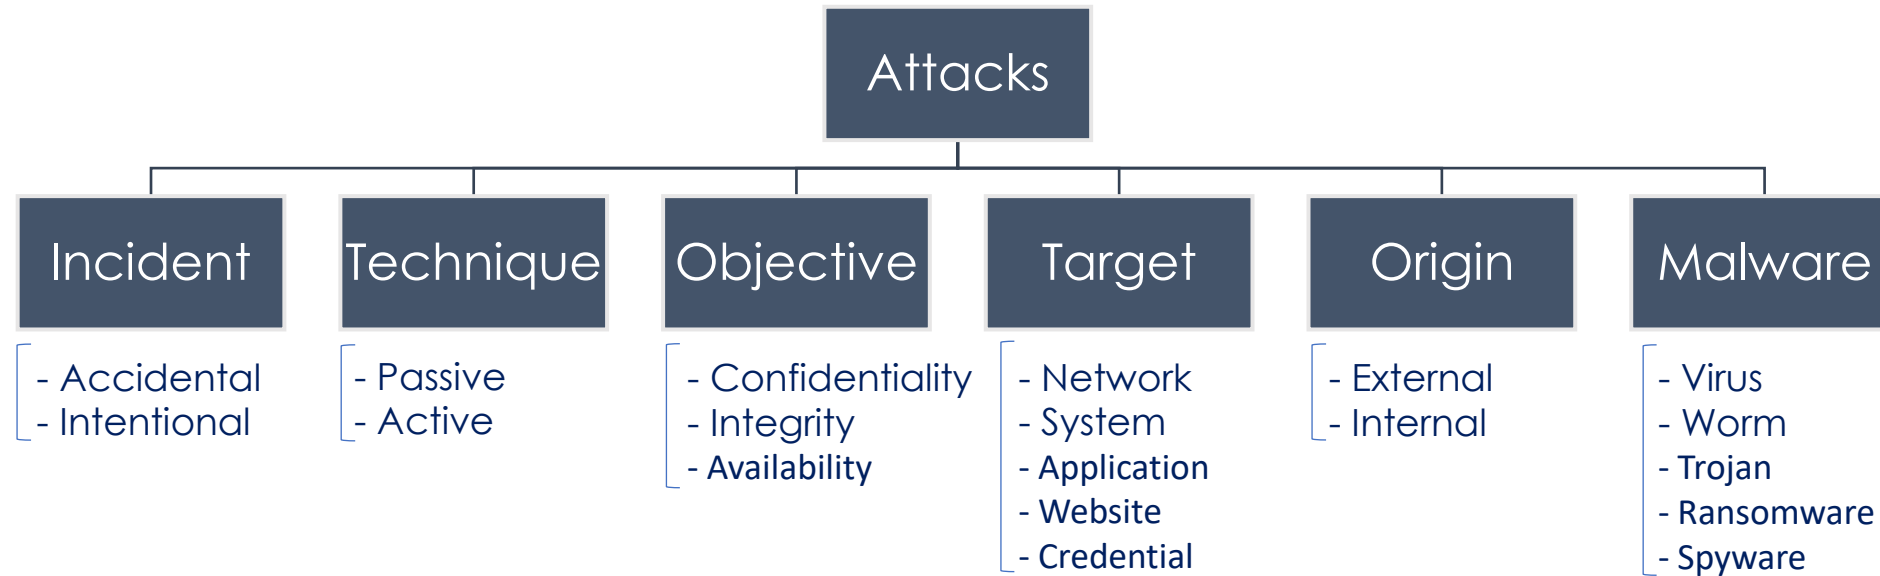 Attacks
Incident
- Accidental
- Intentional
Technique
- Passive
- Active
Objective
- Confidentiality
- Integrity
- Availability
Target
- Network
- System
- Application
- Website
- Credential
Origin
- External
- Internal
Malware
- Virus
- Worm
- Trojan
- Ransomware
- Spyware